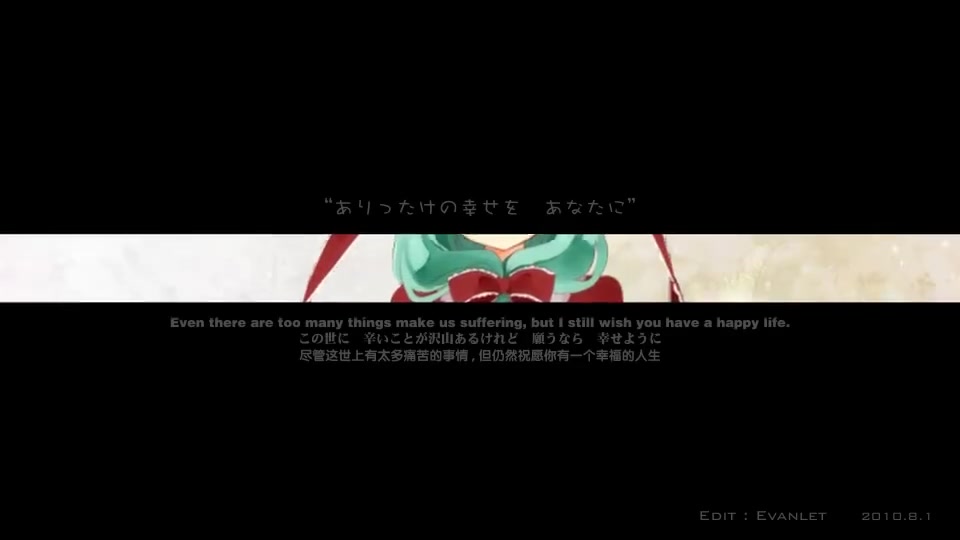 “ありったけの幸せを　あなたに”
Even there are too many things make us suffering, but I still wish you have a happy life.
この世に　辛いことが沢山あるけれど　願うなら　幸せように
尽管这世上有太多痛苦的事情，但仍然祝愿你有一个幸福的人生
Edit : Evanlet 2010.8.1